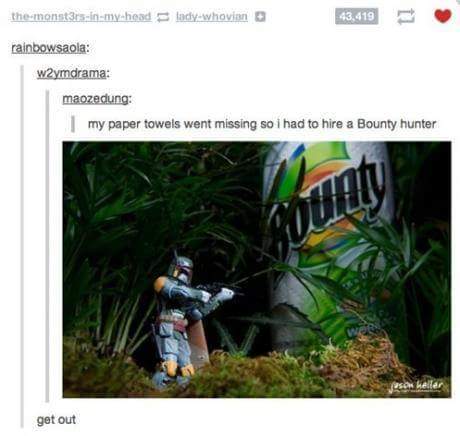 the-monst3rs-in-my-head lady-whovian 43,419
rainbowsaola:
w2ymdrama:
maozedung:
my paper towels went missing so i had to hire a Bounty hunter
Bounty
jason heller
get out